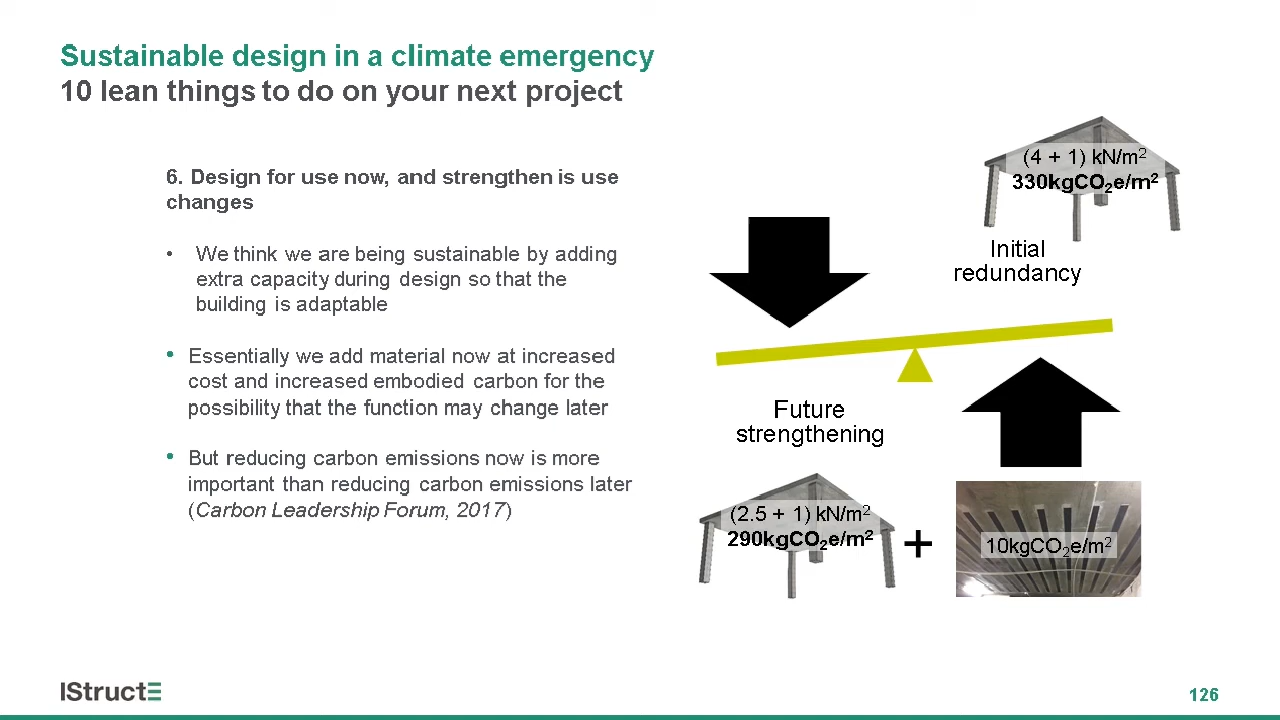 Sustainable design in a climate emergency
10 lean things to do on your next project
6. Design for use now, and strengthen is use
changes
• We think we are being sustainable by adding
extra capacity during design so that the
building is adaptable
• Essentially we add material now at increased
cost and increased embodied carbon for the
possibility that the function may change later
• But reducing carbon emissions now is more
important than reducing carbon emissions later
(Carbon Leadership Forum, 2017)
(4 + 1) kN/m²
330kgCO₂e/m²
Initial
redundancy
Future
strengthening
(2.5 + 1) kN/m²
290kgCO₂e/m²
+
10kgCO₂e/m²
IStructE
126